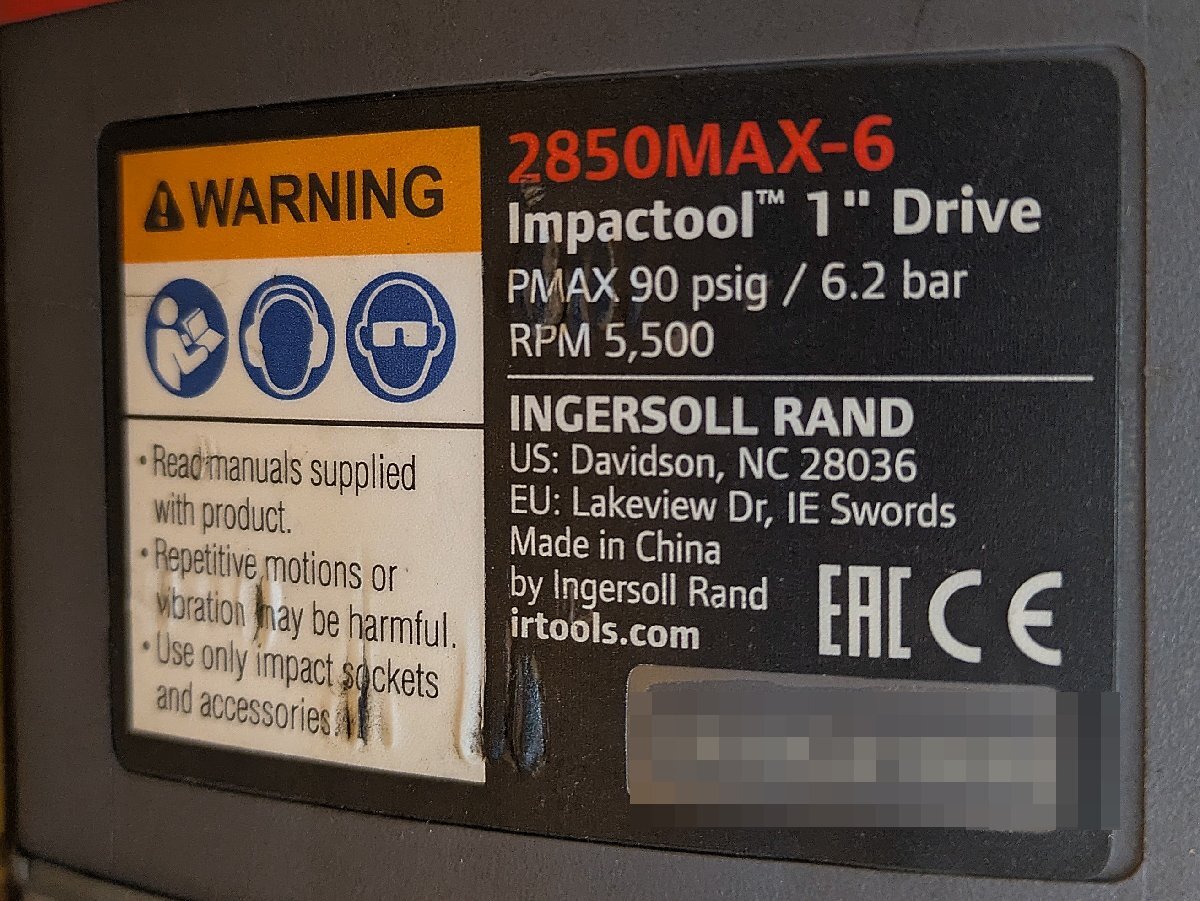 WARNING
• Read manuals supplied
with product.
• Repetitive motions or
vibration may be harmful.
• Use only impact sockets
and accessories.
2850MAX-6
Impactool™ 1" Drive
PMAX 90 psig / 6.2 bar
RPM 5,500
INGERSOLL RAND
US: Davidson, NC 28036
EU: Lakeview Dr, IE Swords
Made in China
by Ingersoll Rand
irtools.com
EAC CE